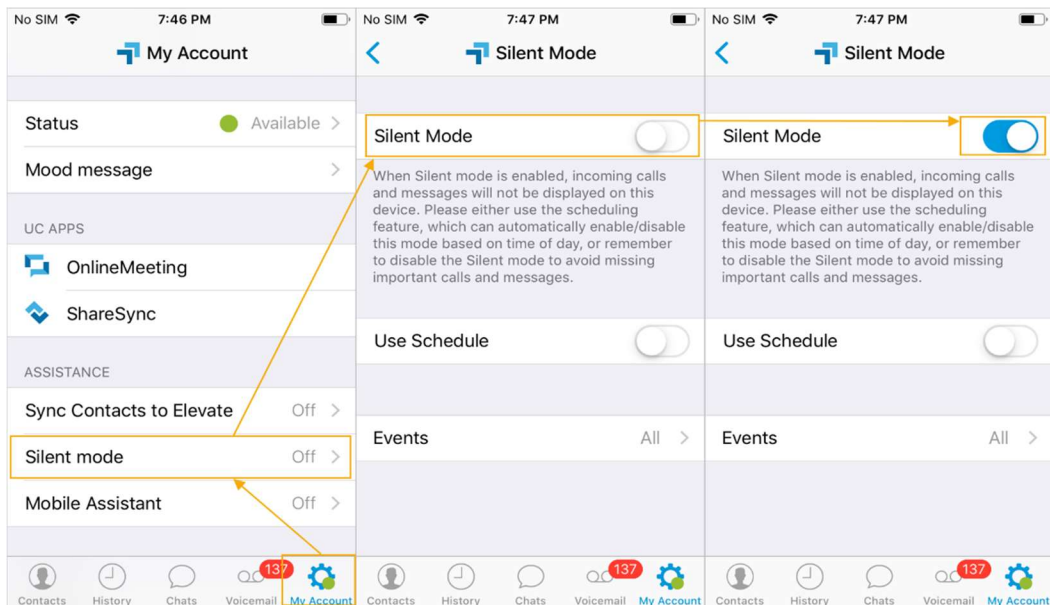 No SIM 7:46 PM
My Account
Status Available
Mood message
UC APPS
OnlineMeeting
ShareSync
ASSISTANCE
Sync Contacts to Elevate Off
Silent mode Off
Mobile Assistant Off
137
Contacts History Chats Voicemail My Account
No SIM 7:47 PM
Silent Mode
Silent Mode
When Silent mode is enabled, incoming calls
and messages will not be displayed on this
device. Please either use the scheduling
feature, which can automatically enable/disable
this mode based on time of day, or remember
to disable the Silent mode to avoid missing
important calls and messages.
Use Schedule
Events All
137
Contacts History Chats Voicemail My Account
No SIM 7:47 PM
Silent Mode
Silent Mode
When Silent mode is enabled, incoming calls
and messages will not be displayed on this
device. Please either use the scheduling
feature, which can automatically enable/disable
this mode based on time of day, or remember
to disable the Silent mode to avoid missing
important calls and messages.
Use Schedule
Events All
137
Contacts History Chats Voicemail My Account